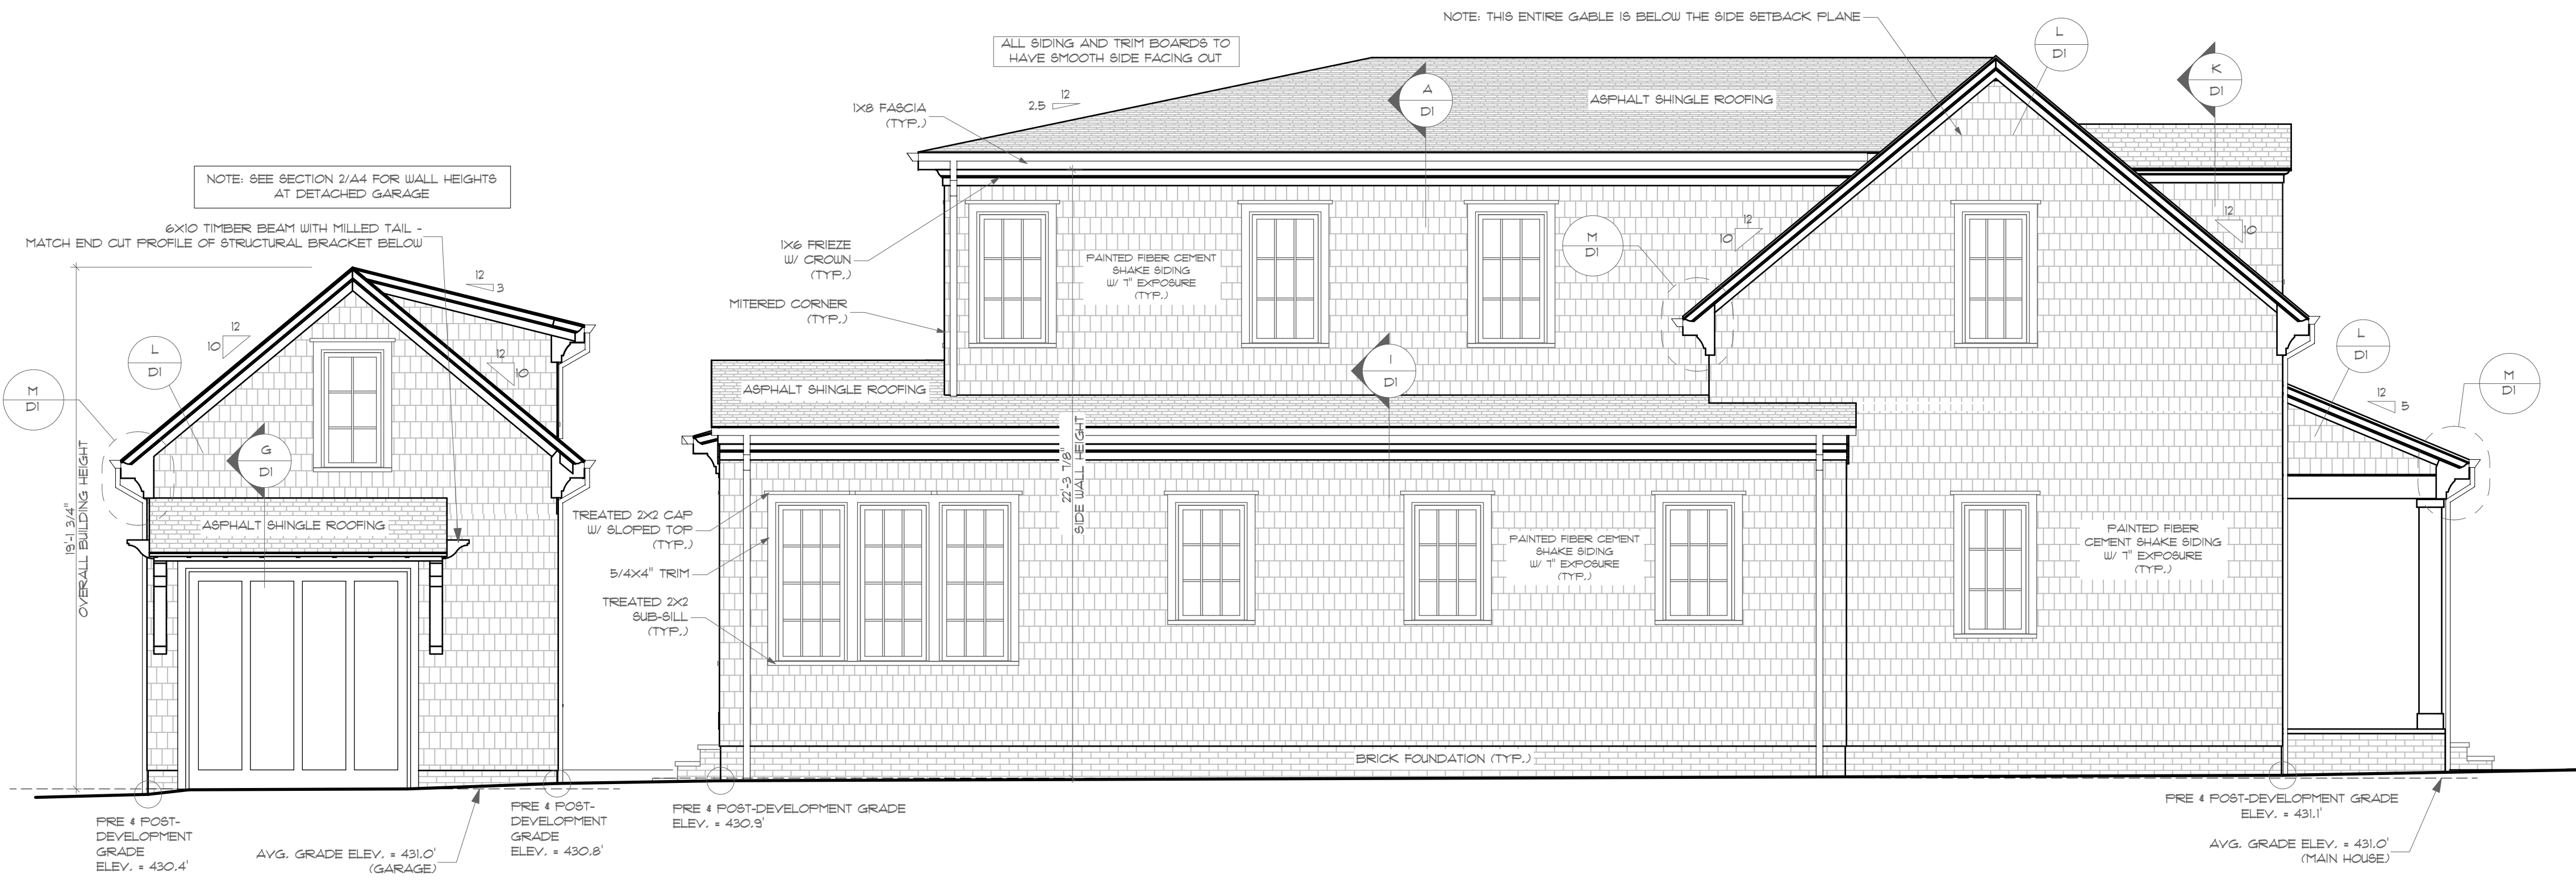 NOTE: THIS ENTIRE GABLE IS BELOW THE SIDE SETBACK PLANE
ALL SIDING AND TRIM BOARDS TO
HAVE SMOOTH SIDE FACING OUT
L
D1
K
D1
12
2.5
1X8 FASCIA
(TYP.)
A
D1
ASPHALT SHINGLE ROOFING
NOTE: SEE SECTION 2/A4 FOR WALL HEIGHTS
AT DETACHED GARAGE
6X10 TIMBER BEAM WITH MILLED TAIL -
MATCH END CUT PROFILE OF STRUCTURAL BRACKET BELOW
1X6 FRIEZE
W/ CROWN
(TYP.)
PAINTED FIBER CEMENT
SHAKE SIDING
W/ 7" EXPOSURE
(TYP.)
M
D1
12
10
12
10
MITERED CORNER
(TYP.)
12
3
12
10
L
D1
12
10
M
D1
G
D1
ASPHALT SHINGLE ROOFING
I
D1
L
D1
M
D1
12
5
19'-1 3/4"
OVERALL BUILDING HEIGHT
22'-3 7/8"
SIDE WALL HEIGHT
ASPHALT SHINGLE ROOFING
TREATED 2X2 CAP
W/ SLOPED TOP
(TYP.)
5/4X4" TRIM
TREATED 2X2
SUB-SILL
(TYP.)
PAINTED FIBER CEMENT
SHAKE SIDING
W/ 7" EXPOSURE
(TYP.)
PAINTED FIBER
CEMENT SHAKE SIDING
W/ 7" EXPOSURE
(TYP.)
BRICK FOUNDATION (TYP.)
PRE & POST-
DEVELOPMENT
GRADE
ELEV. = 430.4'
AVG. GRADE ELEV. = 431.0'
(GARAGE)
PRE & POST-
DEVELOPMENT
GRADE
ELEV. = 430.8'
PRE & POST-DEVELOPMENT GRADE
ELEV. = 430.9'
PRE & POST-DEVELOPMENT GRADE
ELEV. = 431.1'
AVG. GRADE ELEV. = 431.0'
(MAIN HOUSE)